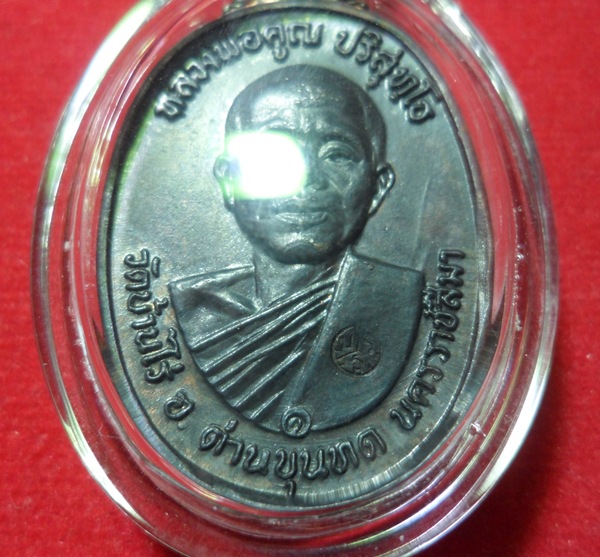 หลวงพ่อคูณ ปริสุทฺโธ
วัดบ้านไร่ อ. ด่านขุนทด นครราชสีมา
๑